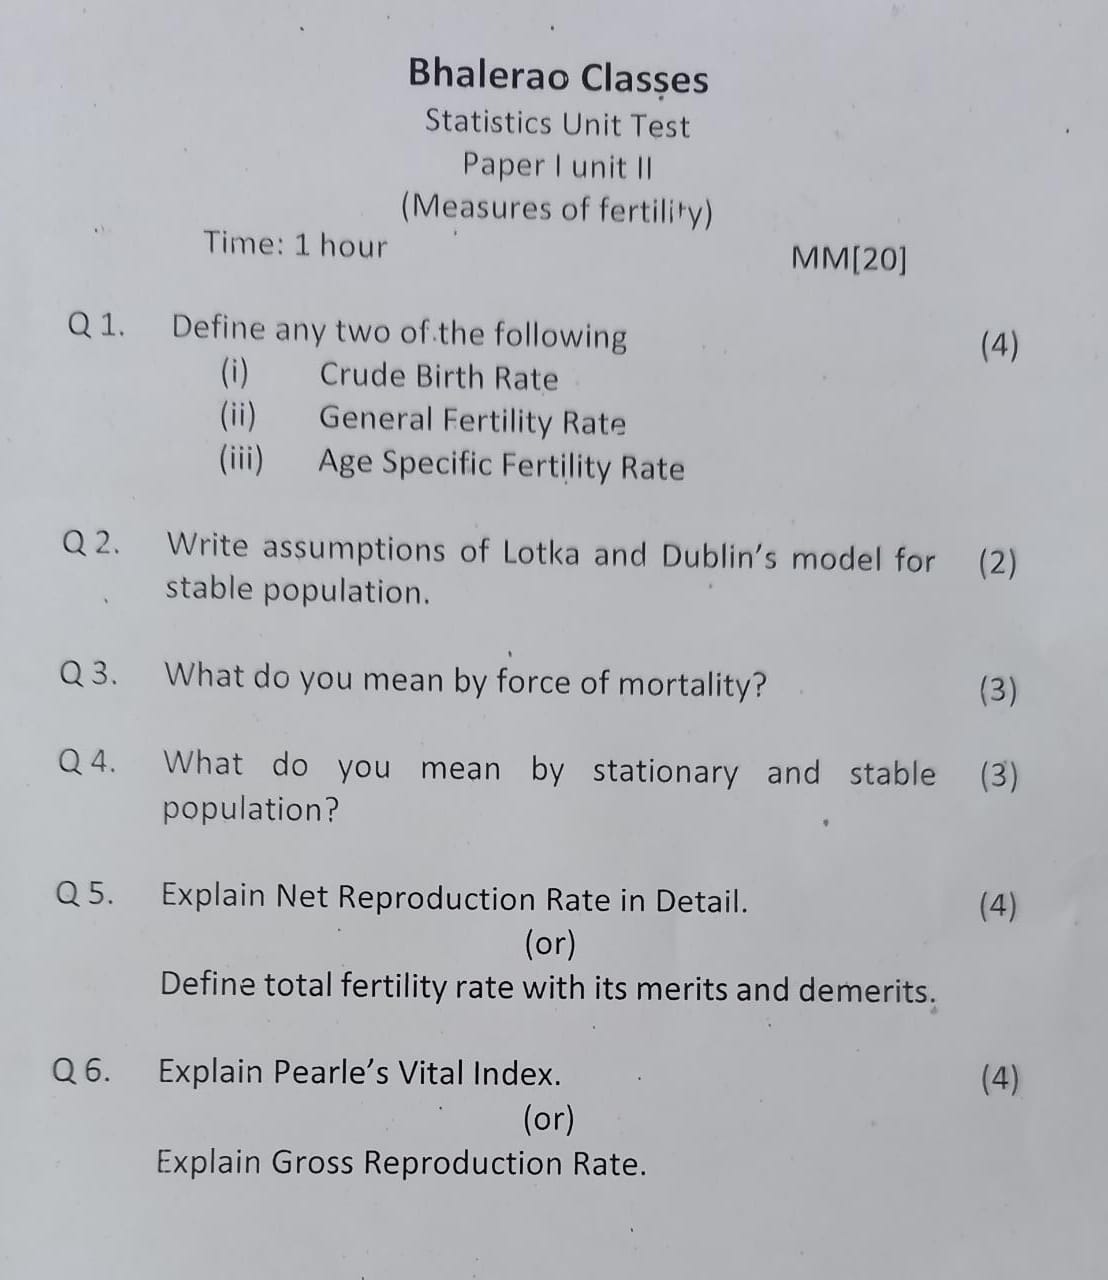 Bhalerao Classes
Statistics Unit Test
Paper I unit II
(Measures of fertility)
Time: 1 hour MM[20]
Q 1. Define any two of the following (4)
(i) Crude Birth Rate
(ii) General Fertility Rate
(iii) Age Specific Fertility Rate
Q 2. Write assumptions of Lotka and Dublin's model for (2)
stable population.
Q 3. What do you mean by force of mortality? (3)
Q 4. What do you mean by stationary and stable (3)
population?
Q 5. Explain Net Reproduction Rate in Detail. (4)
(or)
Define total fertility rate with its merits and demerits.
Q 6. Explain Pearle's Vital Index. (4)
(or)
Explain Gross Reproduction Rate.